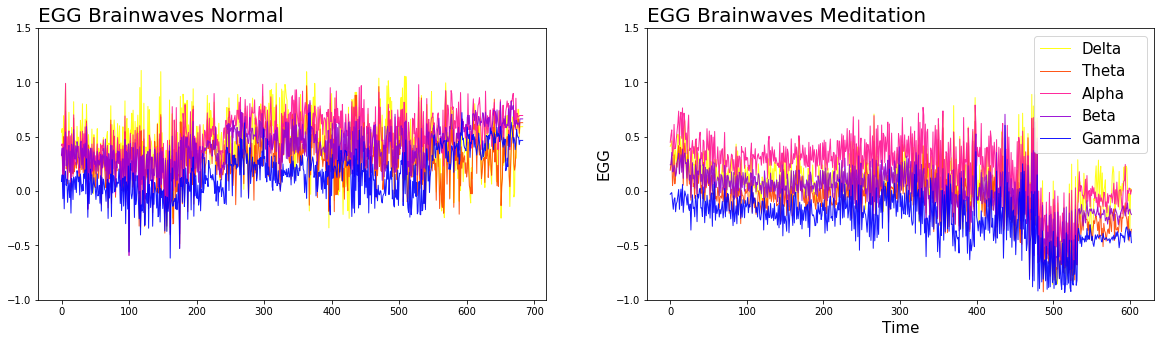 EGG Brainwaves Normal
1.5
1.0
0.5
0.0
−0.5
−1.0
0 100 200 300 400 500 600 700
EGG Brainwaves Meditation
EGG
1.5
1.0
0.5
0.0
−0.5
−1.0
0 100 200 300 400 500 600
Time
Delta
Theta
Alpha
Beta
Gamma